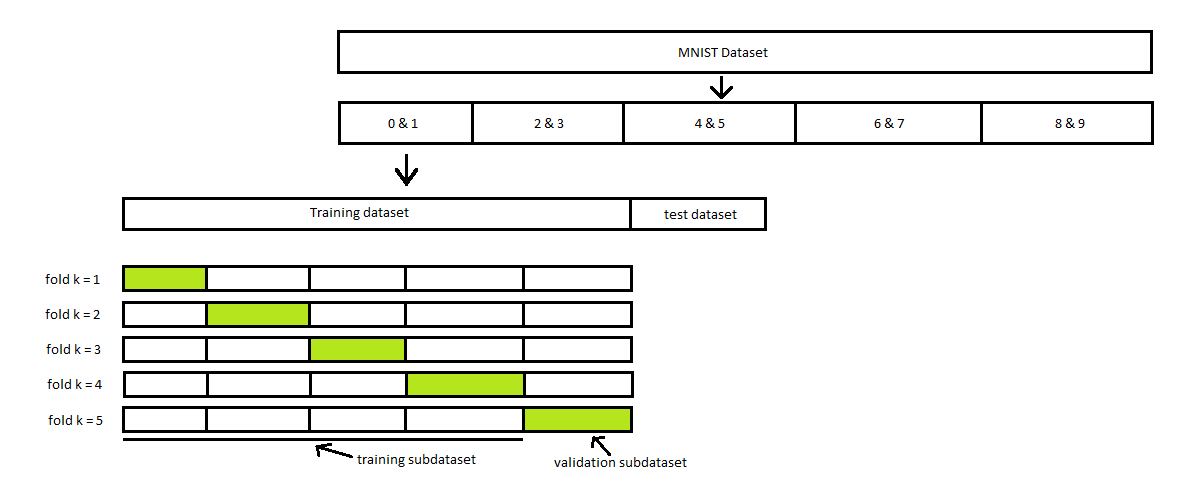 MNIST Dataset
0 & 1
2 & 3
4 & 5
6 & 7
8 & 9
Training dataset
test dataset
fold k = 1
fold k = 2
fold k = 3
fold k = 4
fold k = 5
training subdataset
validation subdataset